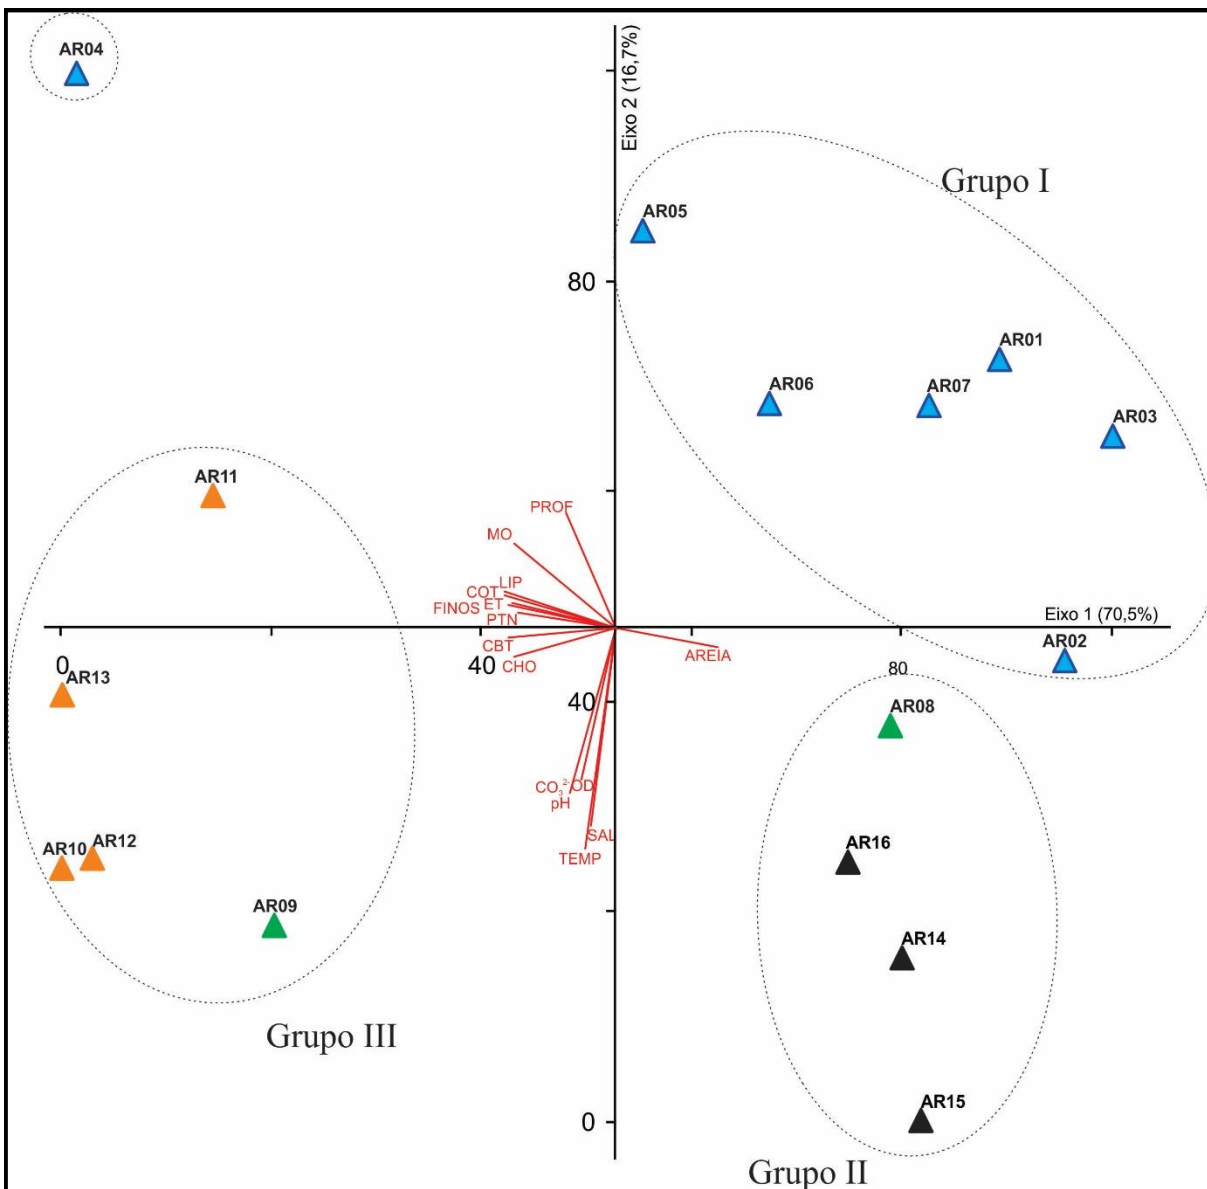 AR04
Eixo 2 (16,7%)
Grupo I
AR05
80
AR01
AR06
AR07
AR03
AR11
PROF
MO
LIP
COT
FINOS
ET
PTN
Eixo 1 (70,5%)
CBT
AREIA
AR02
0
40
CHO
80
AR13
40
AR08
CO₃²⁻
OD
pH
SAL
TEMP
AR10
AR12
AR16
AR09
AR14
Grupo III
AR15
0
Grupo II